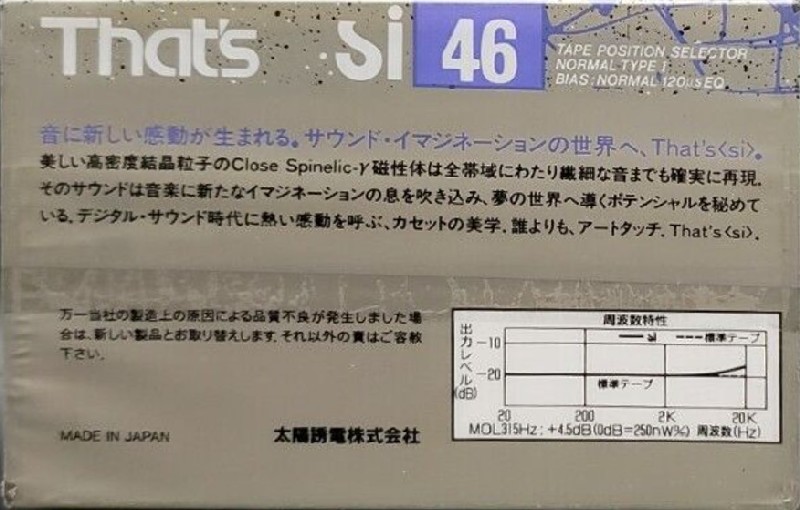 That's si 46
TAPE POSITION SELECTOR
NORMAL TYPE I
BIAS: NORMAL 120μs EQ
音に新しい感動が生まれる。サウンド・イマジネーションの世界へ、That's〈si〉。
美しい高密度結晶粒子のClose Spinelic-γ磁性体は全帯域にわたり繊細な音までも確実に再現。
そのサウンドは音楽に新たなイマジネーションの息を吹き込み、夢の世界へ導くポテンシャルを秘めて
いる。デジタル・サウンド時代に熱い感動を呼ぶ、カセットの美学。誰よりも、アートタッチ。That's〈si〉。
万一当社の製造上の原因による品質不良が発生しました場
合は、新しい製品とお取り替えします。それ以外の責はご容赦
下さい。
MADE IN JAPAN
太陽誘電株式会社
周波数特性
si 標準テープ
出力レベル(dB)
-10
-20
標準テープ
20 200 2K 20K
MOL315Hz: +4.5dB(0dB=250nW%) 周波数(Hz)